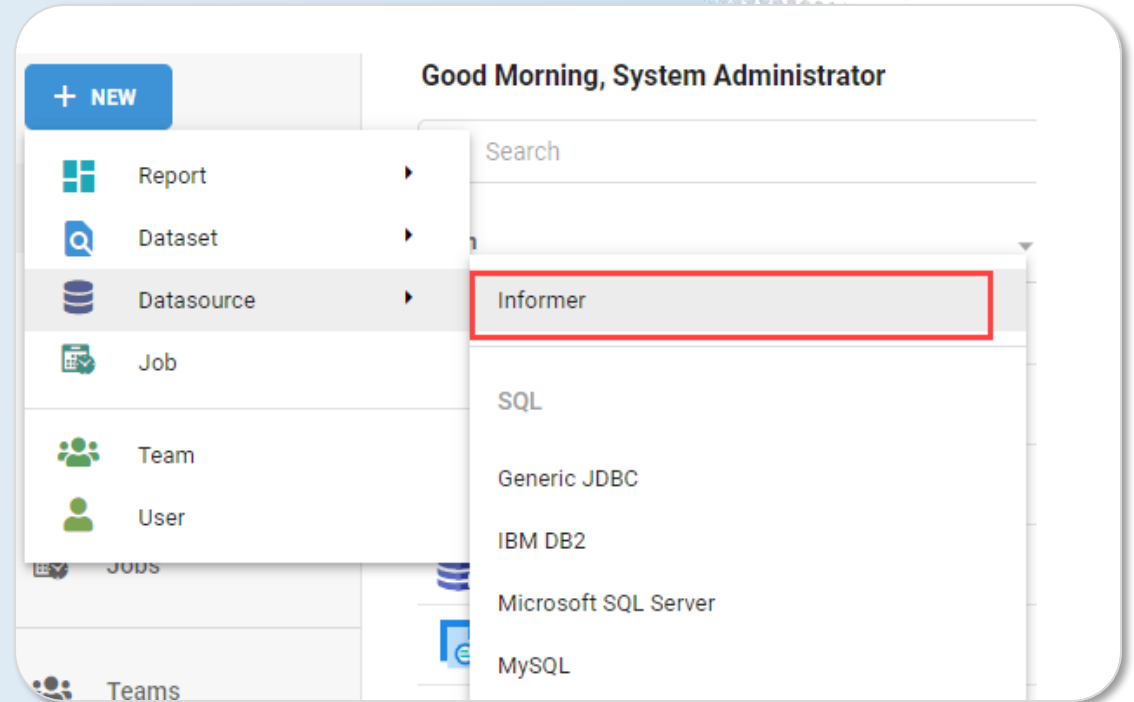 + NEW
Good Morning, System Administrator
Search
Report
Dataset
Datasource
Job
Team
User
Informer
SQL
Generic JDBC
IBM DB2
Microsoft SQL Server
MySQL
Jobs
Teams